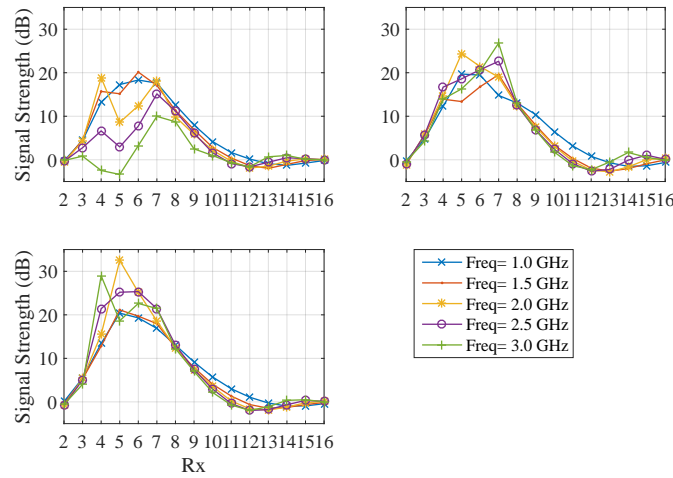 Signal Strength (dB)
30
20
10
0
2 3 4 5 6 7 8 9 10 11 12 13 14 15 16
30
20
10
0
2 3 4 5 6 7 8 9 10 11 12 13 14 15 16
Signal Strength (dB)
30
20
10
0
2 3 4 5 6 7 8 9 10 11 12 13 14 15 16
Rx
Freq= 1.0 GHz
Freq= 1.5 GHz
Freq= 2.0 GHz
Freq= 2.5 GHz
Freq= 3.0 GHz